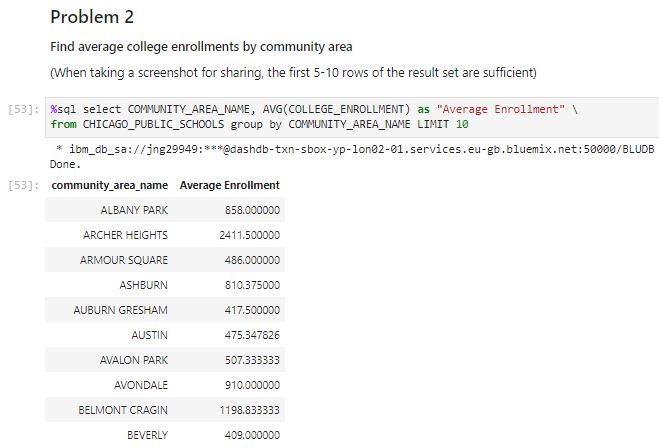 Problem 2
Find average college enrollments by community area
(When taking a screenshot for sharing, the first 5-10 rows of the result set are sufficient)
[53]: %sql select COMMUNITY_AREA_NAME, AVG(COLLEGE_ENROLLMENT) as "Average Enrollment" \
from CHICAGO_PUBLIC_SCHOOLS group by COMMUNITY_AREA_NAME LIMIT 10
* ibm_db_sa://jng29949:***@dashdb-txn-sbox-yp-lon02-01.services.eu-gb.bluemix.net:50000/BLUDB
Done.
[53]: community_area_name Average Enrollment
ALBANY PARK 858.000000
ARCHER HEIGHTS 2411.500000
ARMOUR SQUARE 486.000000
ASHBURN 810.375000
AUBURN GRESHAM 417.500000
AUSTIN 475.347826
AVALON PARK 507.333333
AVONDALE 910.000000
BELMONT CRAGIN 1198.833333
BEVERLY 409.000000